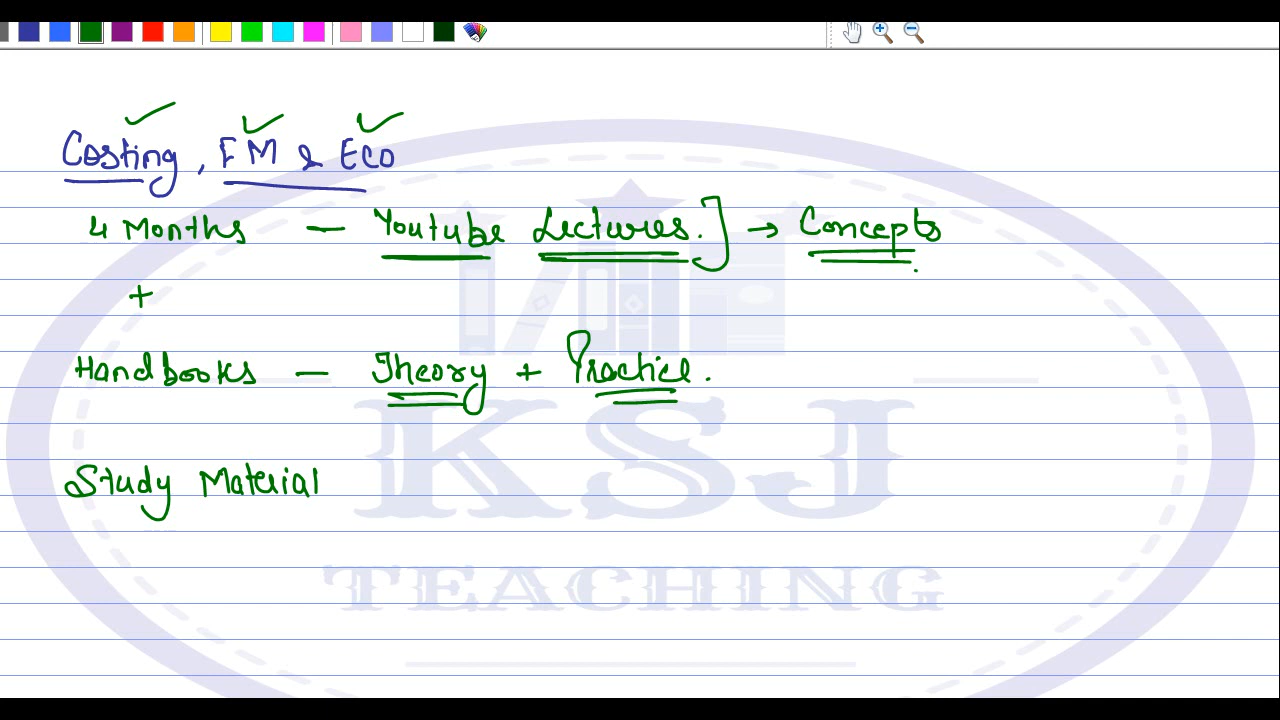 Costing, FM & Eco
4 Months – Youtube Lectures.] → Concepts
+
Handbooks – Theory + Practice.
Study Material
KSJ
TEACHING